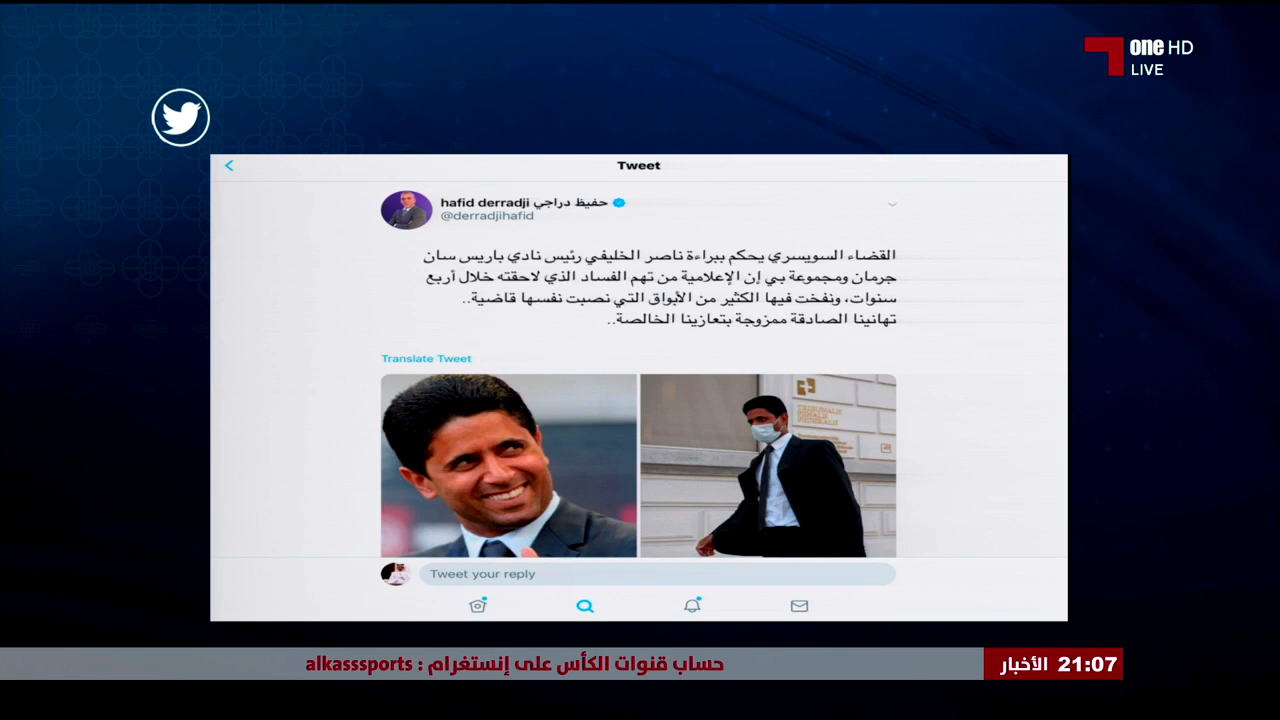 one HD
LIVE
Tweet
hafid derradji حفيظ دراجي
@derradjihafid
القضاء السويسري يحكم ببراءة ناصر الخليفي رئيس نادي باريس سان
جرمان ومجموعة بي إن الإعلامية من تهم الفساد الذي لاحقته خلال أربع
سنوات، ونفخت فيها الكثير من الأبواق التي نصبت نفسها قاضية..
تهانينا الصادقة ممزوجة بتعازينا الخالصة..
Translate Tweet
Tweet your reply
حساب قنوات الكأس على إنستغرام : alkasssports
الأخبار 21:07